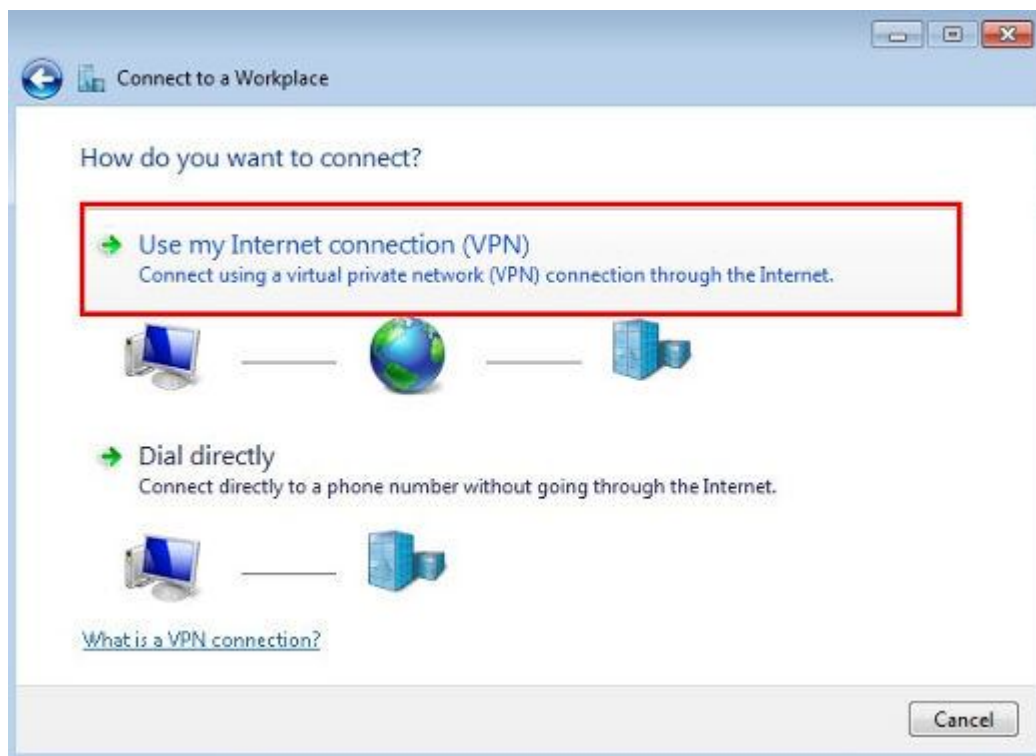 Connect to a Workplace
How do you want to connect?
Use my Internet connection (VPN)
Connect using a virtual private network (VPN) connection through the Internet.
Dial directly
Connect directly to a phone number without going through the Internet.
What is a VPN connection?
Cancel